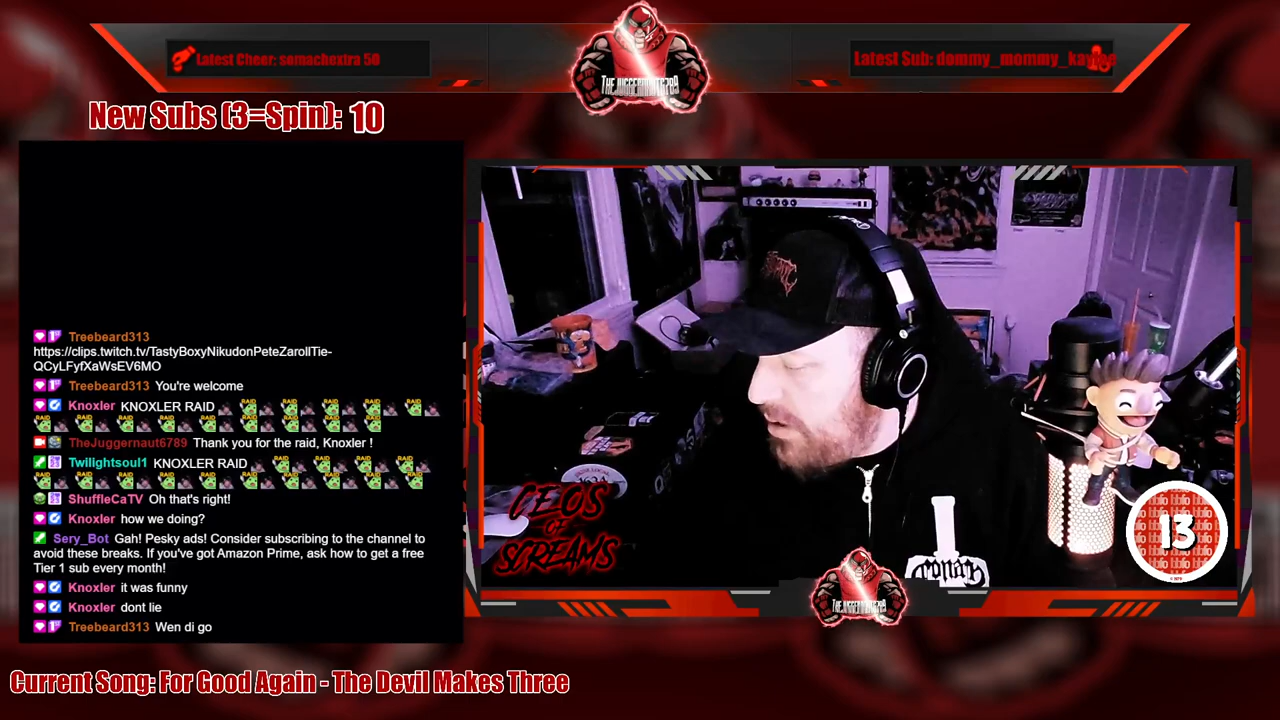 Latest Cheer: somachextra 50
THEJUGGERNAUT6789
Latest Sub: dommy_mommy_kaylee
New Subs (3=Spin): 10
Treebeard313
https://clips.twitch.tv/TastyBoxyNikudonPeteZarollTie-
QCyLFyfXaWsEV6MO
Treebeard313 You're welcome
Knoxler KNOXLER RAID
TheJuggernaut6789 Thank you for the raid, Knoxler !
Twilightsoul1 KNOXLER RAID
ShuffleCaTV Oh that's right!
Knoxler how we doing?
Sery_Bot Gah! Pesky ads! Consider subscribing to the channel to
avoid these breaks. If you've got Amazon Prime, ask how to get a free
Tier 1 sub every month!
Knoxler it was funny
Knoxler dont lie
Treebeard313 Wen di go
CEO'S
OF
SCREAMS
conan
13
THEJUGGERNAUT6789
Current Song: For Good Again - The Devil Makes Three